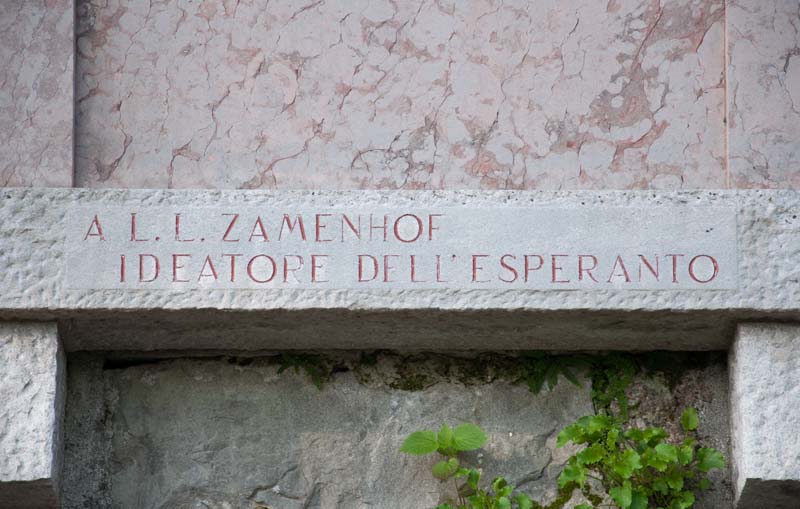 A L. L. ZAMENHOF
IDEATORE DELL'ESPERANTO